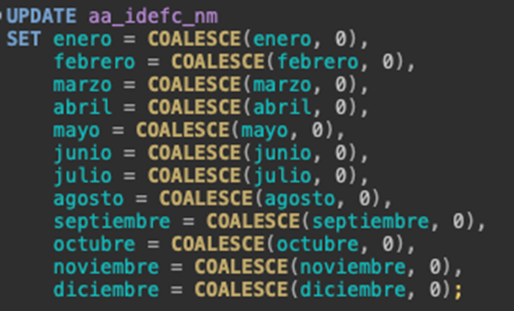 UPDATE aa_idefc_nm
SET enero = COALESCE(enero, 0),
febrero = COALESCE(febrero, 0),
marzo = COALESCE(marzo, 0),
abril = COALESCE(abril, 0),
mayo = COALESCE(mayo, 0),
junio = COALESCE(junio, 0),
julio = COALESCE(julio, 0),
agosto = COALESCE(agosto, 0),
septiembre = COALESCE(septiembre, 0),
octubre = COALESCE(octubre, 0),
noviembre = COALESCE(noviembre, 0),
diciembre = COALESCE(diciembre, 0);